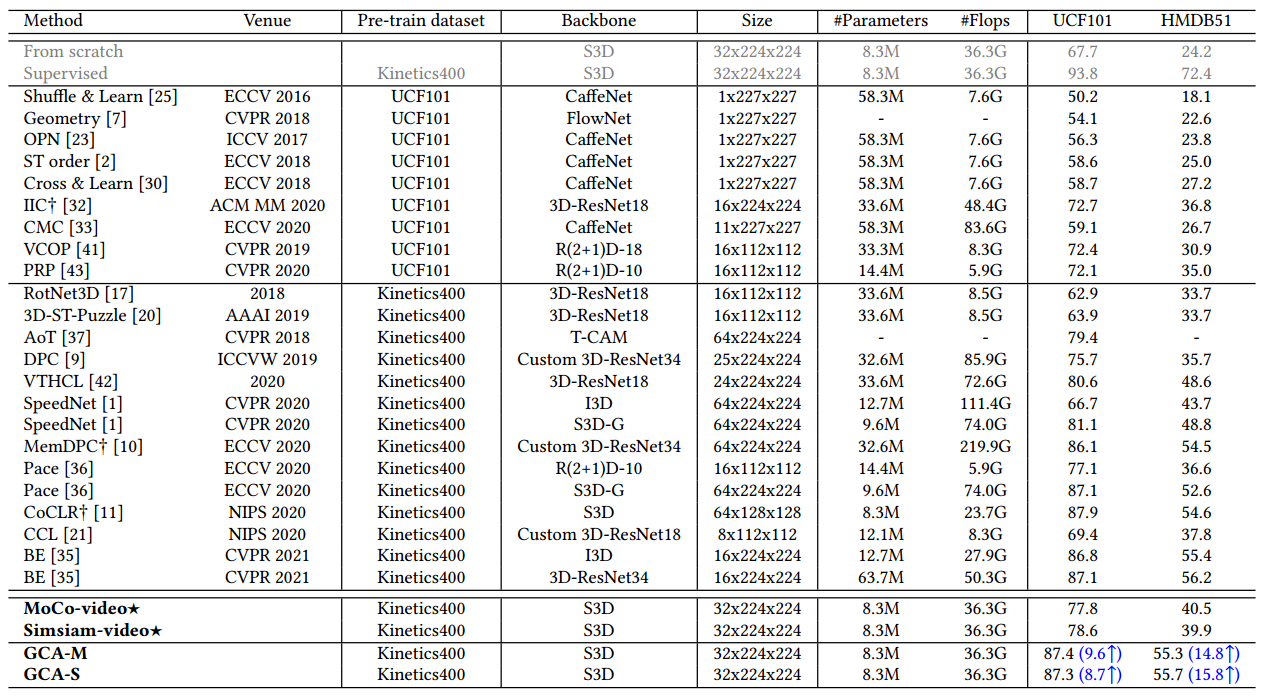 Method Venue Pre-train dataset Backbone Size #Parameters #Flops UCF101 HMDB51
From scratch S3D 32x224x224 8.3M 36.3G 67.7 24.2
Supervised Kinetics400 S3D 32x224x224 8.3M 36.3G 93.8 72.4
Shuffle & Learn [25] ECCV 2016 UCF101 CaffeNet 1x227x227 58.3M 7.6G 50.2 18.1
Geometry [7] CVPR 2018 UCF101 FlowNet 1x227x227 - - 54.1 22.6
OPN [23] ICCV 2017 UCF101 CaffeNet 1x227x227 58.3M 7.6G 56.3 23.8
ST order [2] ECCV 2018 UCF101 CaffeNet 1x227x227 58.3M 7.6G 58.6 25.0
Cross & Learn [30] ECCV 2018 UCF101 CaffeNet 1x227x227 58.3M 7.6G 58.7 27.2
IIC† [32] ACM MM 2020 UCF101 3D-ResNet18 16x224x224 33.6M 48.4G 72.7 36.8
CMC [33] ECCV 2020 UCF101 CaffeNet 11x227x227 58.3M 83.6G 59.1 26.7
VCOP [41] CVPR 2019 UCF101 R(2+1)D-18 16x112x112 33.3M 8.3G 72.4 30.9
PRP [43] CVPR 2020 UCF101 R(2+1)D-10 16x112x112 14.4M 5.9G 72.1 35.0
RotNet3D [17] 2018 Kinetics400 3D-ResNet18 16x112x112 33.6M 8.5G 62.9 33.7
3D-ST-Puzzle [20] AAAI 2019 Kinetics400 3D-ResNet18 16x112x112 33.6M 8.5G 63.9 33.7
AoT [37] CVPR 2018 Kinetics400 T-CAM 64x224x224 - - 79.4 -
DPC [9] ICCVW 2019 Kinetics400 Custom 3D-ResNet34 25x224x224 32.6M 85.9G 75.7 35.7
VTHCL [42] 2020 Kinetics400 3D-ResNet18 24x224x224 33.6M 72.6G 80.6 48.6
SpeedNet [1] CVPR 2020 Kinetics400 I3D 64x224x224 12.7M 111.4G 66.7 43.7
SpeedNet [1] CVPR 2020 Kinetics400 S3D-G 64x224x224 9.6M 74.0G 81.1 48.8
MemDPC† [10] ECCV 2020 Kinetics400 Custom 3D-ResNet34 64x224x224 32.6M 219.9G 86.1 54.5
Pace [36] ECCV 2020 Kinetics400 R(2+1)D-10 16x112x112 14.4M 5.9G 77.1 36.6
Pace [36] ECCV 2020 Kinetics400 S3D-G 64x224x224 9.6M 74.0G 87.1 52.6
CoCLR† [11] NIPS 2020 Kinetics400 S3D 64x128x128 8.3M 23.7G 87.9 54.6
CCL [21] NIPS 2020 Kinetics400 Custom 3D-ResNet18 8x112x112 12.1M 8.3G 69.4 37.8
BE [35] CVPR 2021 Kinetics400 I3D 16x224x224 12.7M 27.9G 86.8 55.4
BE [35] CVPR 2021 Kinetics400 3D-ResNet34 16x224x224 63.7M 50.3G 87.1 56.2
MoCo-video★ Kinetics400 S3D 32x224x224 8.3M 36.3G 77.8 40.5
Simsiam-video★ Kinetics400 S3D 32x224x224 8.3M 36.3G 78.6 39.9
GCA-M Kinetics400 S3D 32x224x224 8.3M 36.3G 87.4 (9.6↑) 55.3 (14.8↑)
GCA-S Kinetics400 S3D 32x224x224 8.3M 36.3G 87.3 (8.7↑) 55.7 (15.8↑)